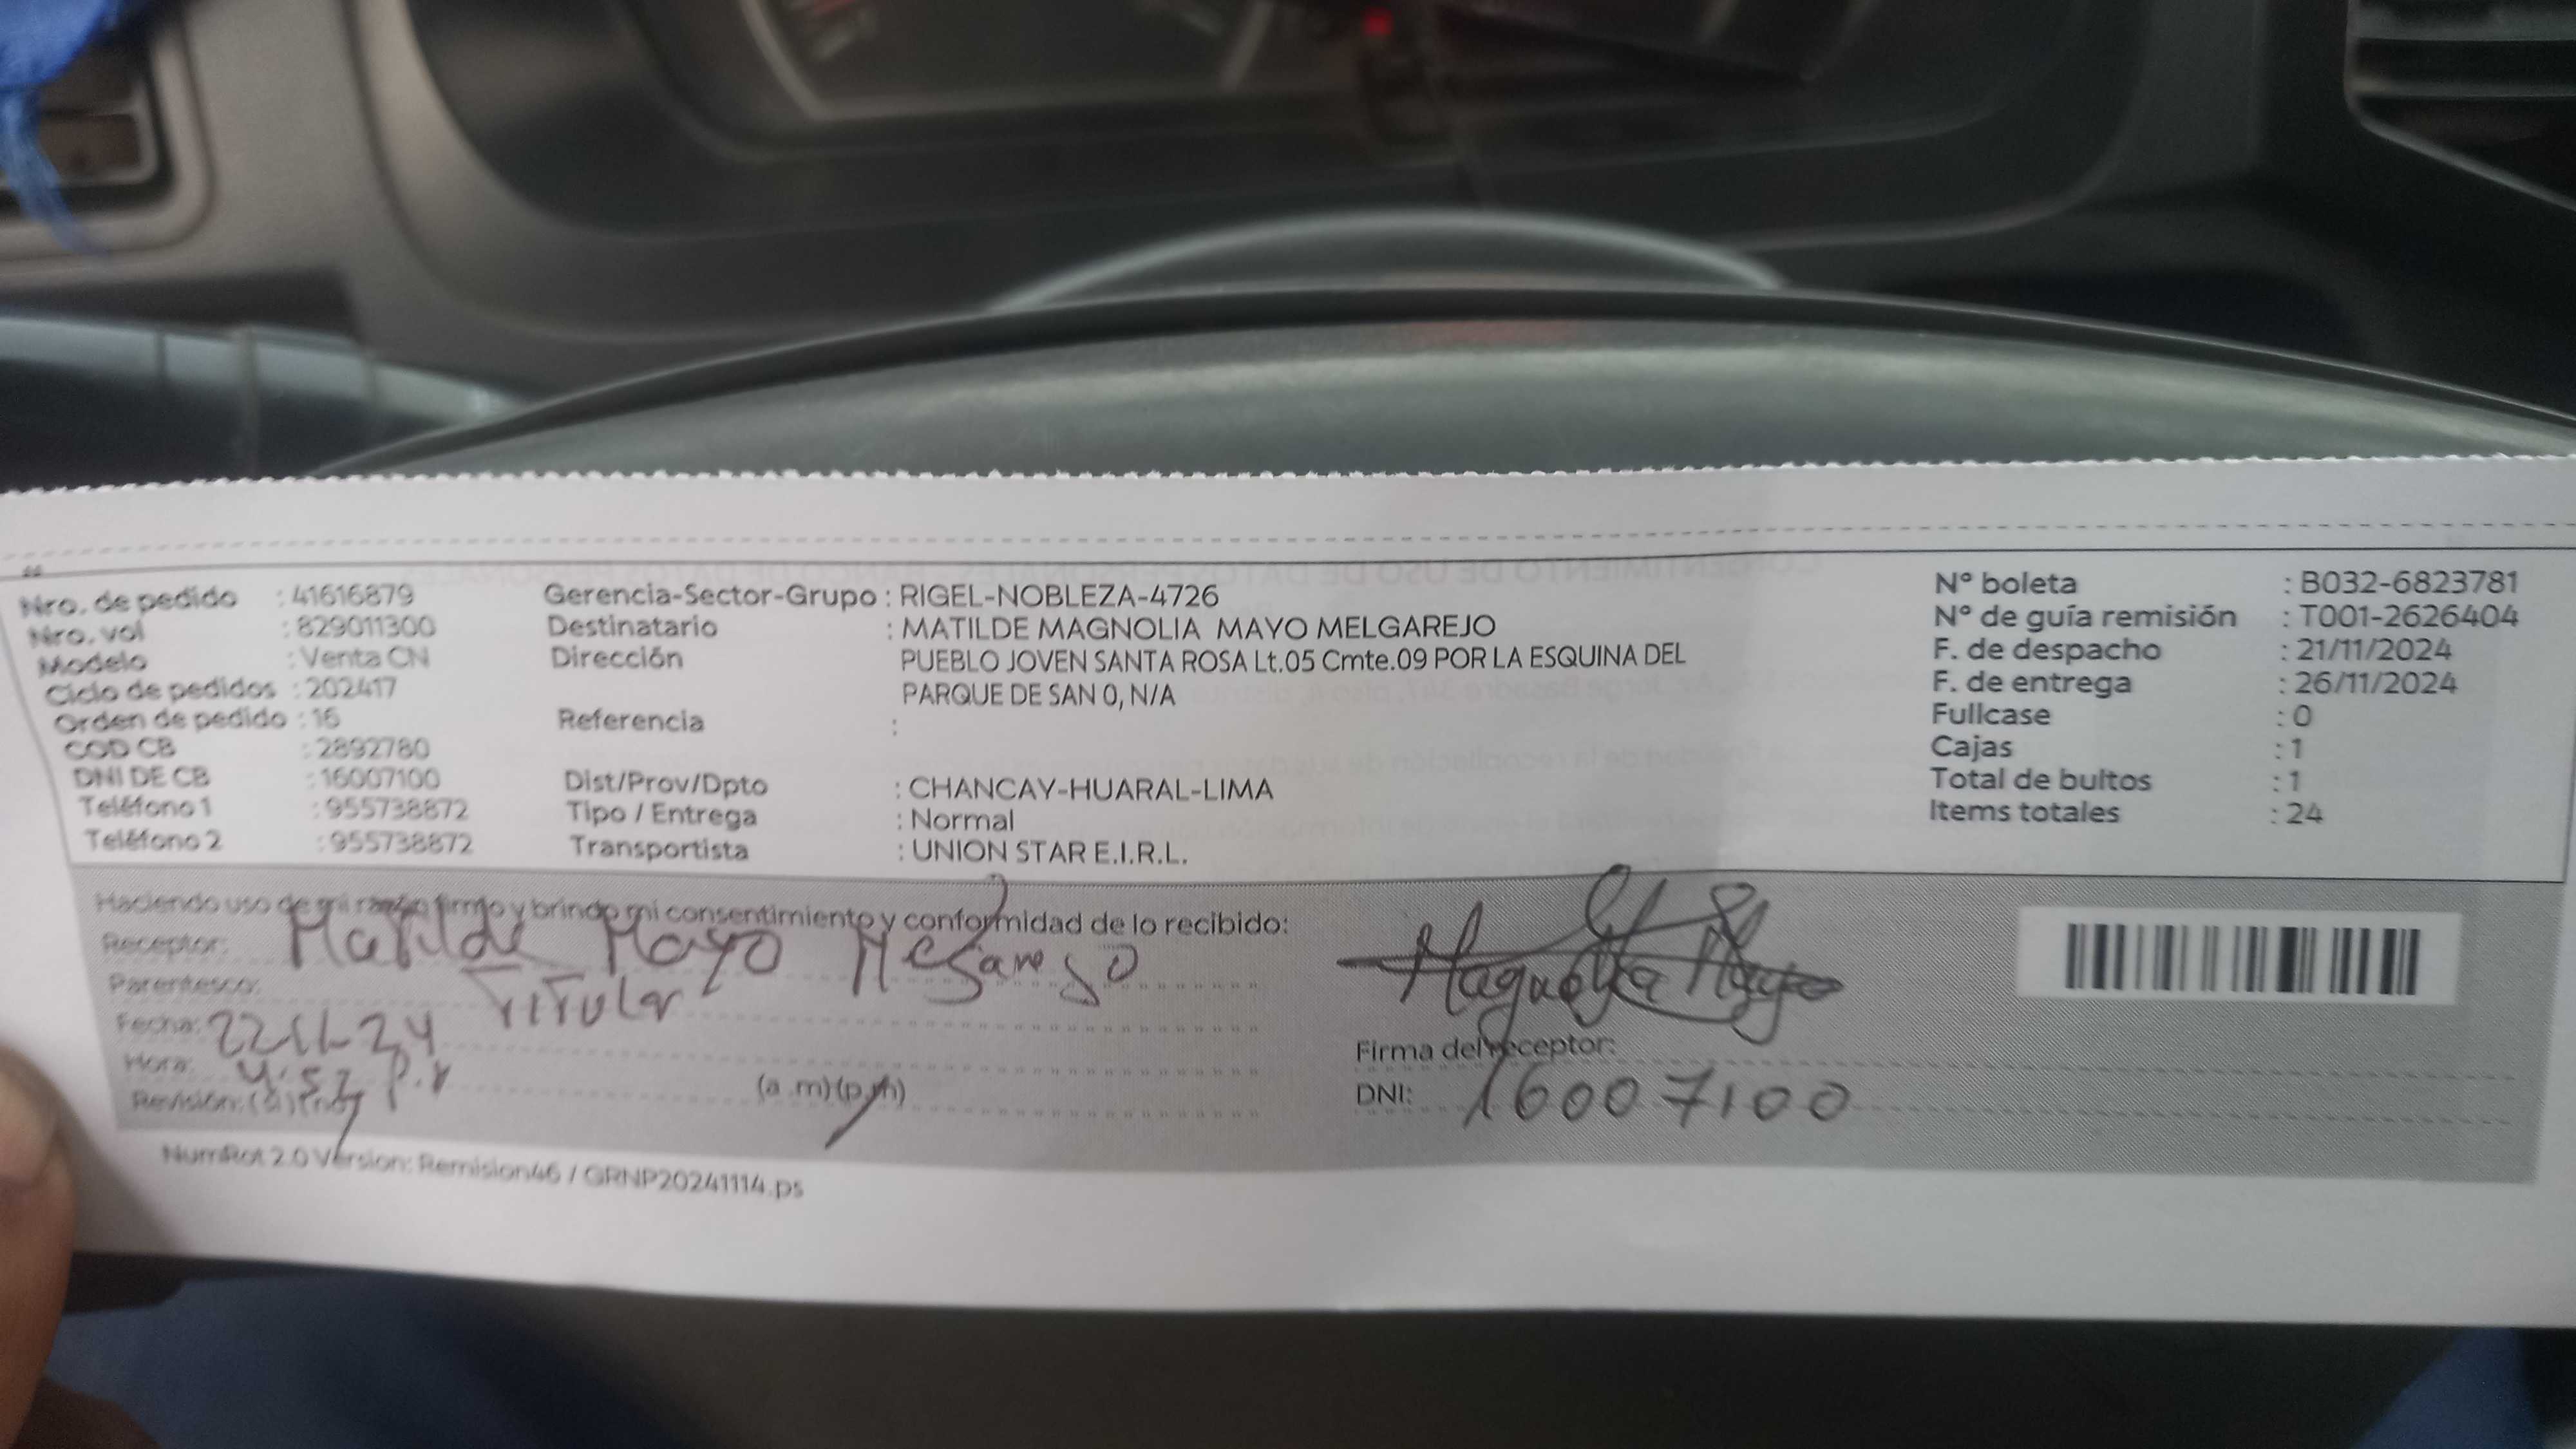 Nro. de pedido : 41616879
Nro. vol : 829011300
Modelo : Venta CN
Ciclo de pedidos : 202417
Orden de pedido : 16
COD CB : 2892780
DNI DE CB : 16007100
Teléfono 1 : 955738872
Teléfono 2 : 955738872
Gerencia-Sector-Grupo : RIGEL-NOBLEZA-4726
Destinatario : MATILDE MAGNOLIA MAYO MELGAREJO
Dirección PUEBLO JOVEN SANTA ROSA Lt.05 Cmte.09 POR LA ESQUINA DEL
PARQUE DE SAN 0, N/A
Referencia :
Dist/Prov/Dpto : CHANCAY-HUARAL-LIMA
Tipo / Entrega : Normal
Transportista : UNION STAR E.I.R.L.
N° boleta : B032-6823781
N° de guía remisión : T001-2626404
F. de despacho : 21/11/2024
F. de entrega : 26/11/2024
Fullcase : 0
Cajas : 1
Total de bultos : 1
Items totales : 24
Haciendo uso de mi razón firmo y brindo mi consentimiento y conformidad de lo recibido:
Receptor: Matilde Mayo
Parentesco: Titular
Fecha: 22-11-24
Hora: 4:57 (a.m)(p.m)
Revisión:
Magnolia Mayo
Firma del receptor:
DNI: 16007100
NumRot 2.0 Version: Remision46 / GRNP20241114.ps